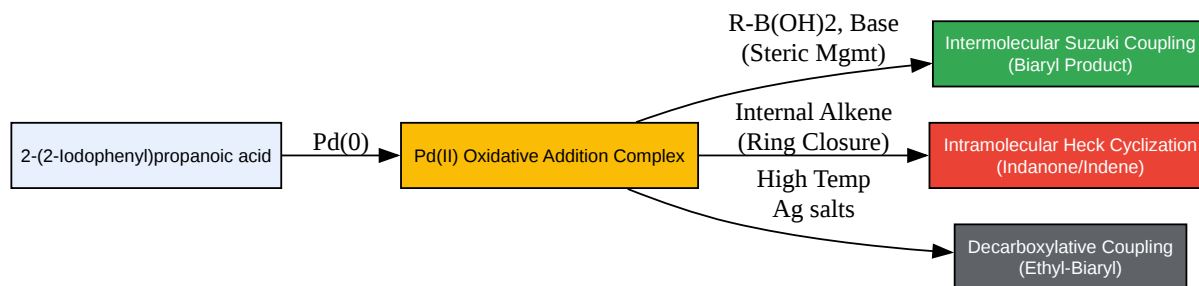 2-(2-Iodophenyl)propanoic acid
Pd(0)
Pd(II) Oxidative Addition Complex
R-B(OH)2, Base
(Steric Mgmt)
Intermolecular Suzuki Coupling
(Biaryl Product)
Internal Alkene
(Ring Closure)
Intramolecular Heck Cyclization
(Indanone/Indene)
High Temp
Ag salts
Decarboxylative Coupling
(Ethyl-Biaryl)